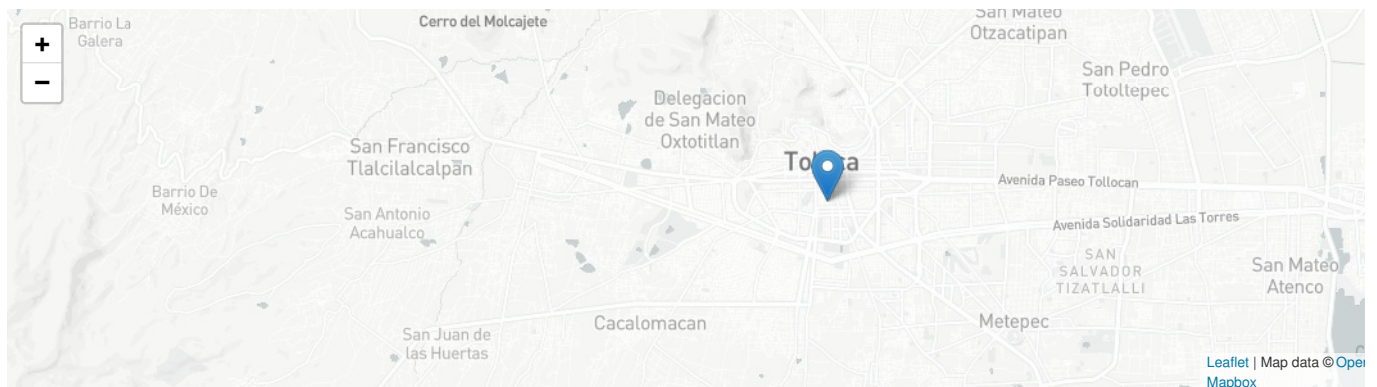 Barrio La
Galera
Cerro del Molcajete
San Mateo
Otzacatipan
+
−
San Pedro
Totoltepec
Delegacion
de San Mateo
Oxtotitlan
San Francisco
Tlalcilalcalpan
Avenida Paseo Tollocan
Barrio De
México
San Antonio
Acahualco
Avenida Solidaridad Las Torres
SAN
SALVADOR
TIZATLALLI
San Mateo
Atenco
Cacalomacan
Metepec
San Juan de
las Huertas
Leaflet | Map data ©
Mapbox